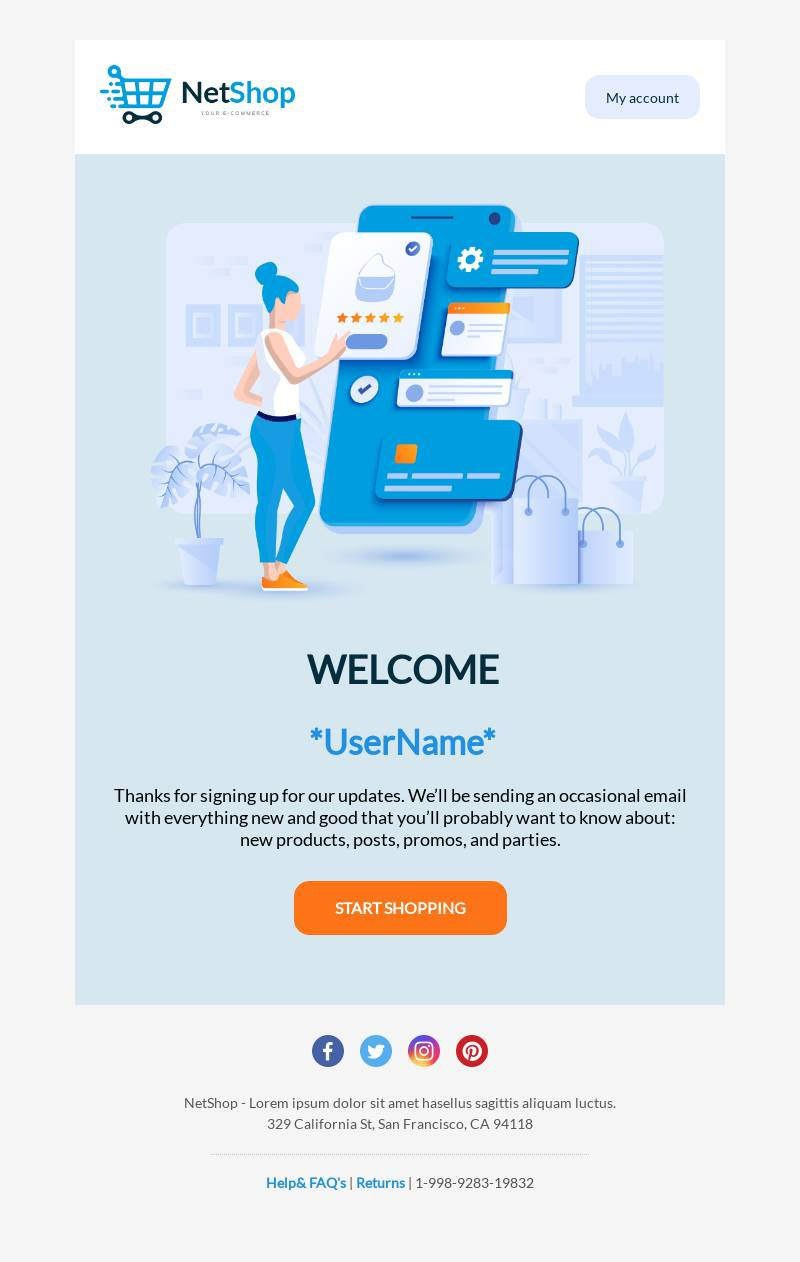 NetShop
YOUR E-COMMERCE
My account
WELCOME
*UserName*
Thanks for signing up for our updates. We’ll be sending an occasional email
with everything new and good that you’ll probably want to know about:
new products, posts, promos, and parties.
START SHOPPING
NetShop - Lorem ipsum dolor sit amet hasellus sagittis aliquam luctus.
329 California St, San Francisco, CA 94118
Help& FAQ's | Returns | 1-998-9283-19832